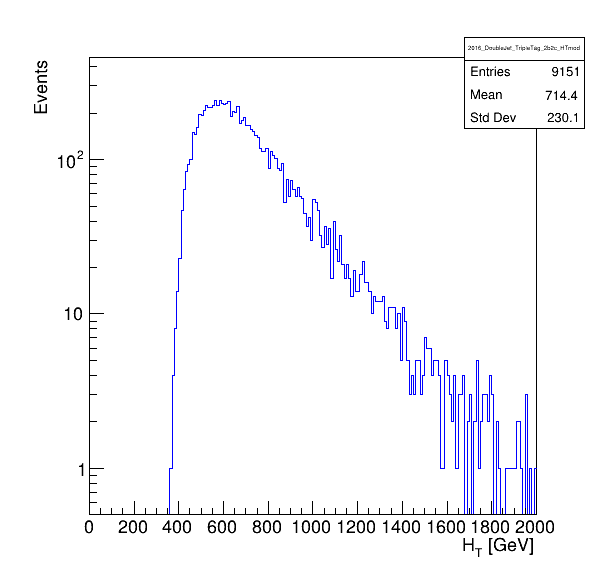 2016_DoubleJet_TripleTag_2b2c_HTmod
Entries 9151
Mean 714.4
Std Dev 230.1
Events
10²
10
1
0 200 400 600 800 1000 1200 1400 1600 1800 2000
H_T [GeV]